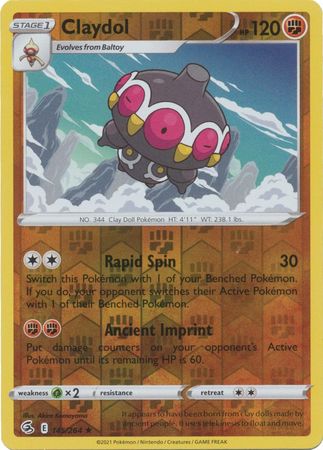 STAGE 1
Claydol
HP 120
Evolves from Baltoy
NO. 344 Clay Doll Pokémon HT: 4'11" WT: 238.1 lbs.
Rapid Spin 30
Switch this Pokémon with 1 of your Benched Pokémon.
If you do, your opponent switches their Active Pokémon
with 1 of their Benched Pokémon.
Ancient Imprint
Put damage counters on your opponent's Active
Pokémon until its remaining HP is 60.
weakness ×2 resistance retreat
Illus. Akira Komayama
E 145/264 ★
It appears to have been born from clay dolls made
by ancient people. It uses telekinesis to float and move.
©2021 Pokémon / Nintendo / Creatures / GAME FREAK